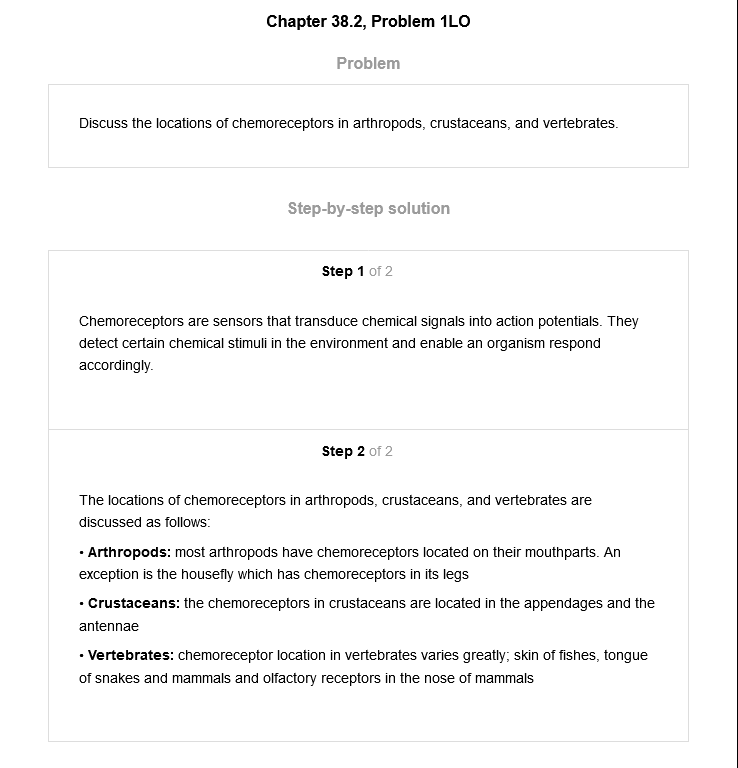 Chapter 38.2, Problem 1LO
Problem
Discuss the locations of chemoreceptors in arthropods, crustaceans, and vertebrates.
Step-by-step solution
Step 1 of 2
Chemoreceptors are sensors that transduce chemical signals into action potentials. They
detect certain chemical stimuli in the environment and enable an organism respond
accordingly.
Step 2 of 2
The locations of chemoreceptors in arthropods, crustaceans, and vertebrates are
discussed as follows:
• Arthropods: most arthropods have chemoreceptors located on their mouthparts. An
exception is the housefly which has chemoreceptors in its legs
• Crustaceans: the chemoreceptors in crustaceans are located in the appendages and the
antennae
• Vertebrates: chemoreceptor location in vertebrates varies greatly; skin of fishes, tongue
of snakes and mammals and olfactory receptors in the nose of mammals